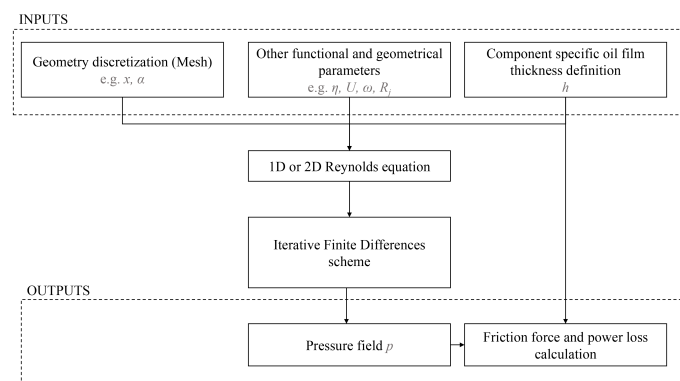 INPUTS
Geometry discretization (Mesh)
e.g. x, α
Other functional and geometrical
parameters
e.g. η, U, ω, Rj
Component specific oil film
thickness definition
h
1D or 2D Reynolds equation
Iterative Finite Differences
scheme
OUTPUTS
Pressure field p
Friction force and power loss
calculation